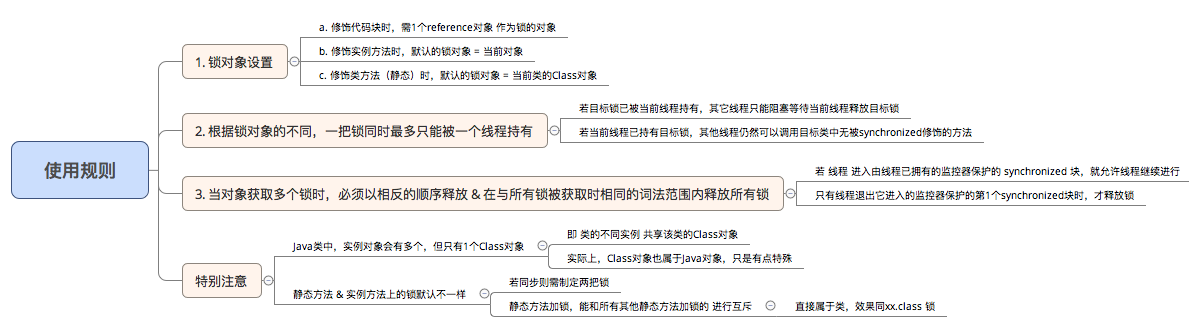 使用规则
1. 锁对象设置
a. 修饰代码块时，需1个reference对象 作为锁的对象
b. 修饰实例方法时，默认的锁对象 = 当前对象
c. 修饰类方法（静态）时，默认的锁对象 = 当前类的Class对象
2. 根据锁对象的不同，一把锁同时最多只能被一个线程持有
若目标锁已被当前线程持有，其它线程只能阻塞等待当前线程释放目标锁
若当前线程已持有目标锁，其他线程仍然可以调用目标类中无被synchronized修饰的方法
3. 当对象获取多个锁时，必须以相反的顺序释放 & 在与所有锁被获取时相同的词法范围内释放所有锁
若 线程 进入由线程已拥有的监控器保护的 synchronized 块，就允许线程继续进行
只有线程退出它进入的监控器保护的第1个synchronized块时，才释放锁
特别注意
Java类中，实例对象会有多个，但只有1个Class对象
即 类的不同实例 共享该类的Class对象
实际上，Class对象也属于Java对象，只是有点特殊
静态方法 & 实例方法上的锁默认不一样
若同步则需制定两把锁
静态方法加锁，能和所有其他静态方法加锁的 进行互斥
直接属于类，效果同xx.class 锁